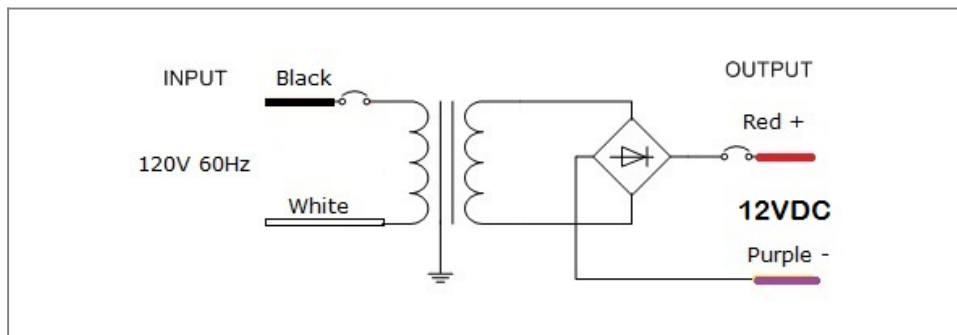 INPUT
Black
OUTPUT
Red +
120V 60Hz
White
12VDC
Purple -